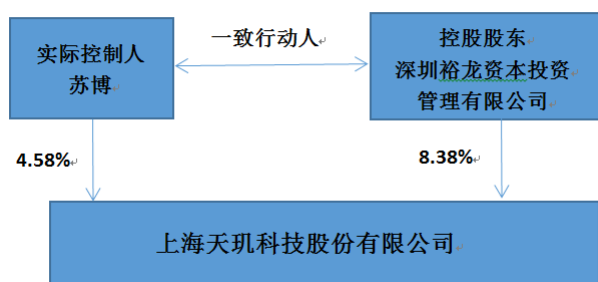 实际控制人
苏博
一致行动人
控股股东
深圳裕龙资本投资
管理有限公司
4.58%
8.38%
上海天玑科技股份有限公司